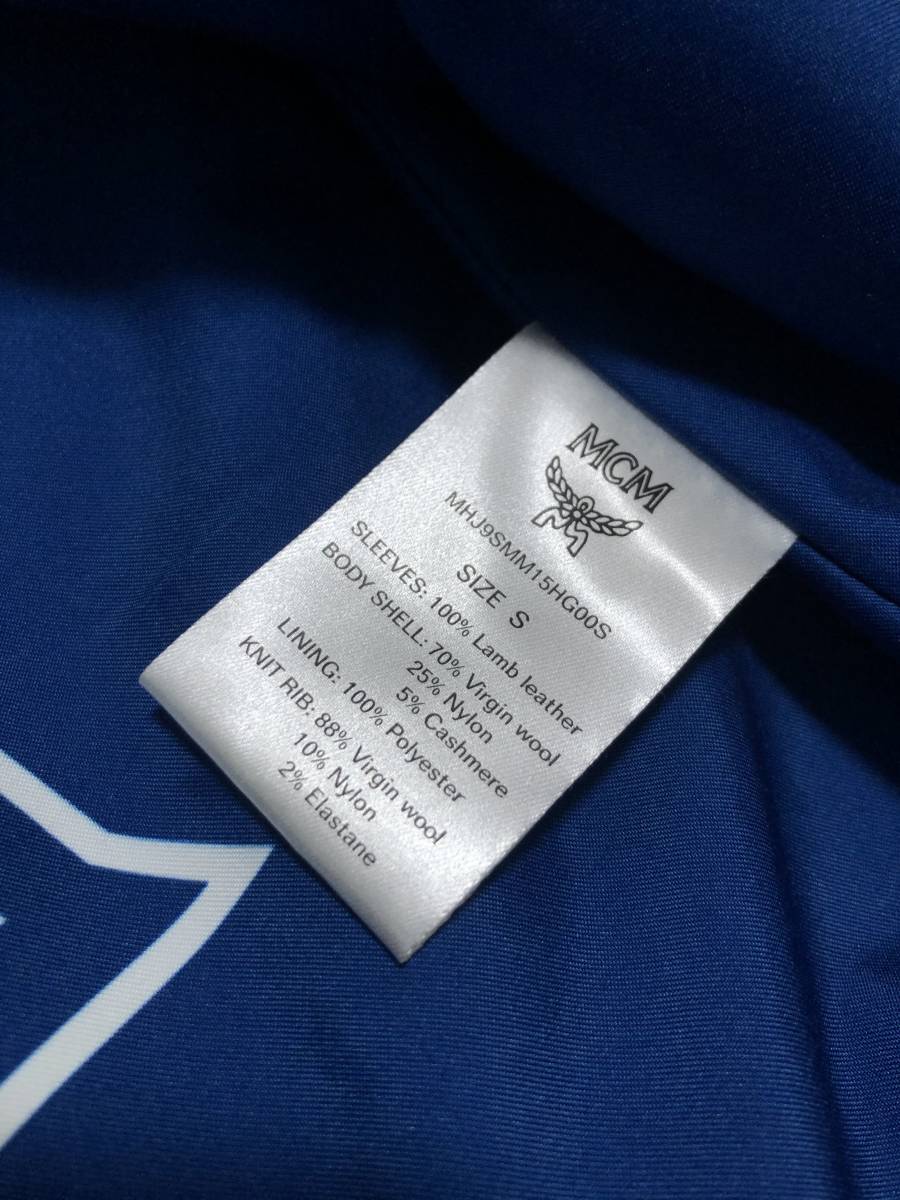 MCM
MHJ9SMM15HG00S
SIZE S
SLEEVES: 100% Lamb leather
BODY SHELL: 70% Virgin wool
25% Nylon
5% Cashmere
LINING: 100% Polyester
KNIT RIB: 88% Virgin wool
10% Nylon
2% Elastane